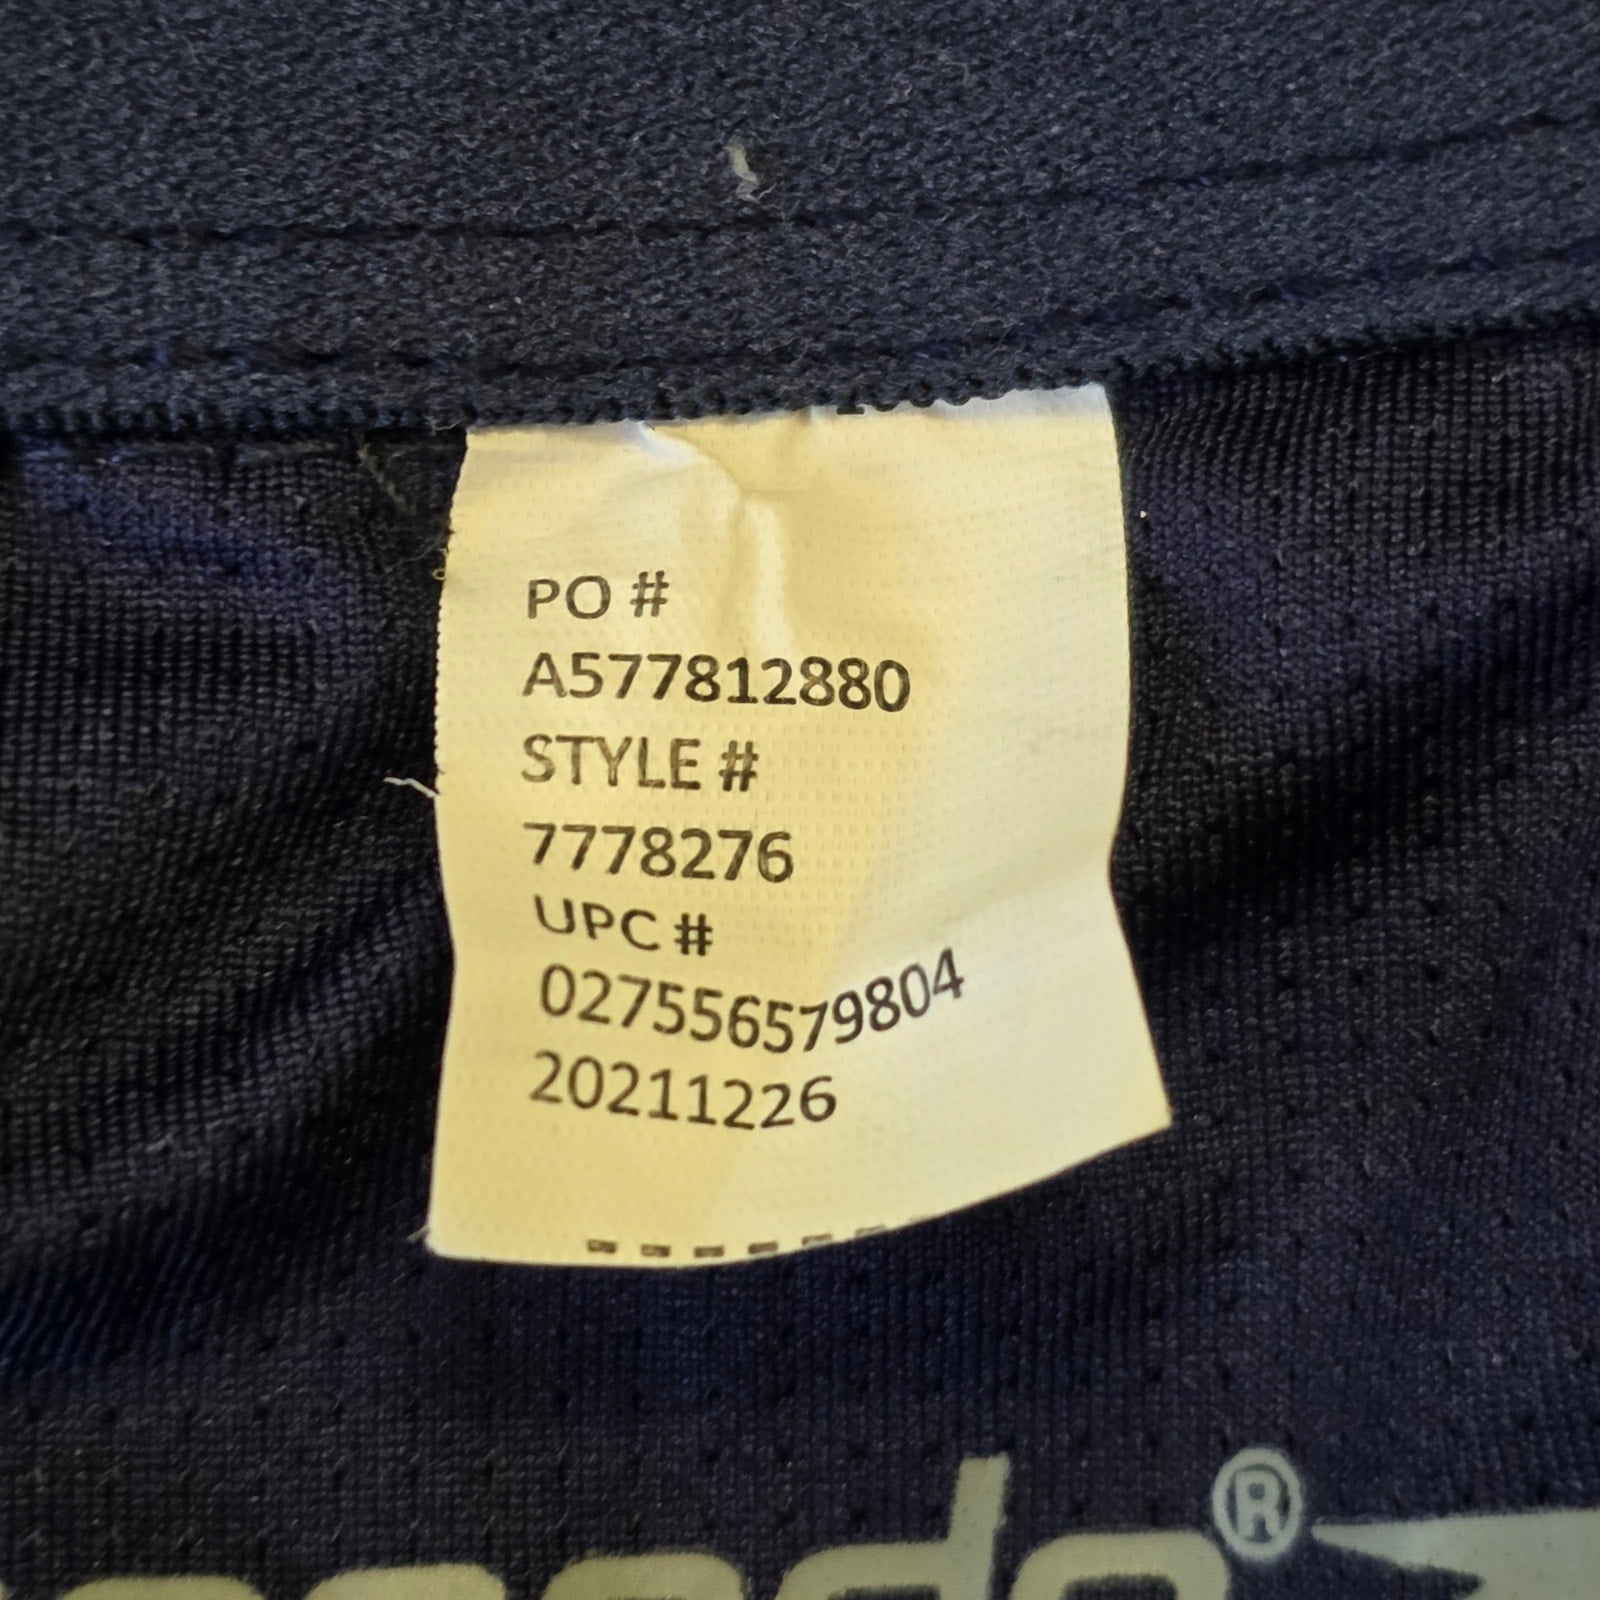 PO #
A577812880
STYLE #
7778276
UPC #
027556579804
20211226
®